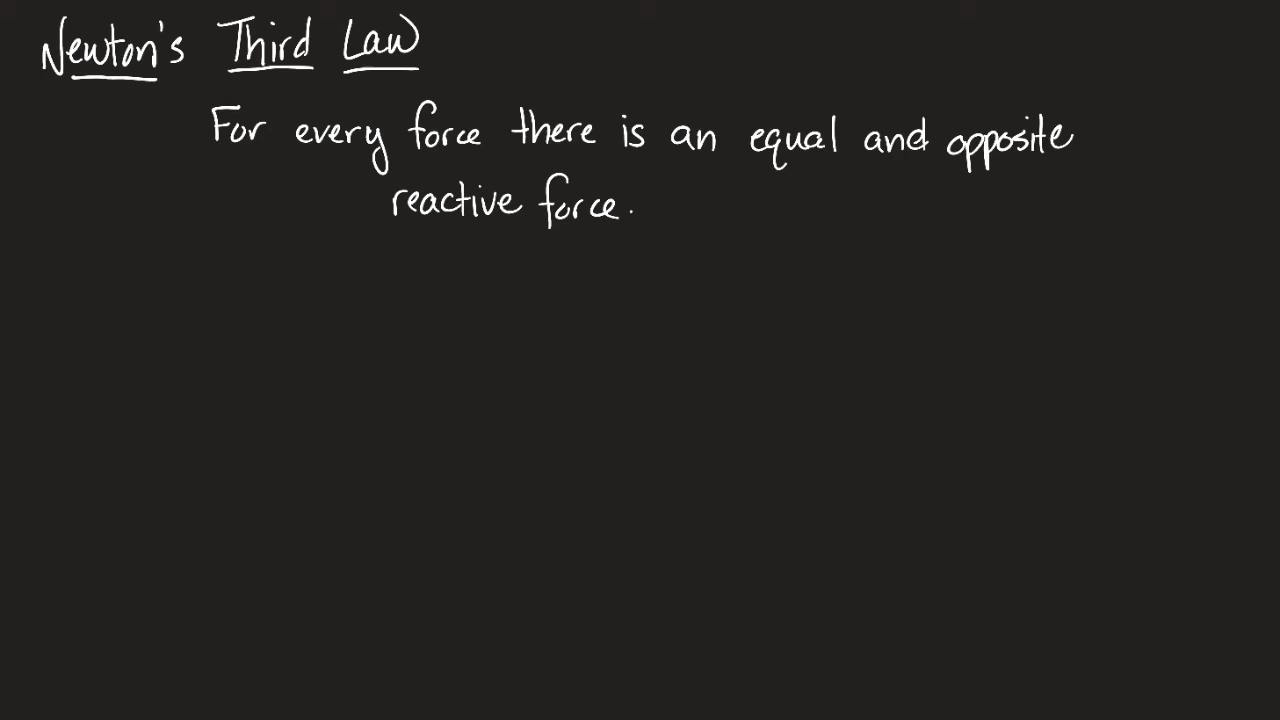 Newton's Third Law
For every force there is an equal and opposite
reactive force.